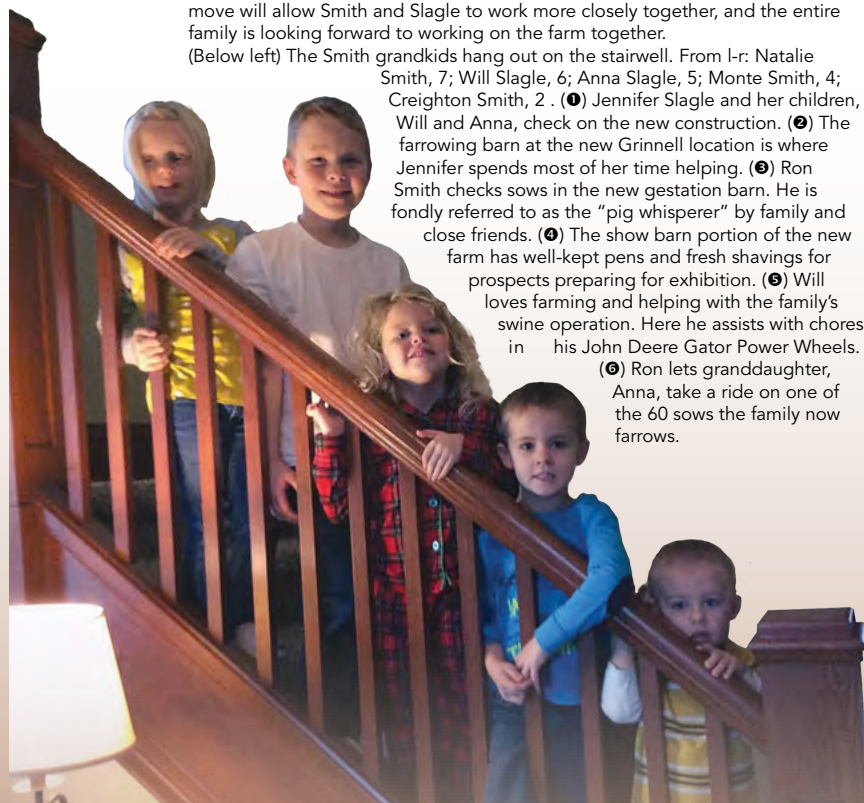 move will allow Smith and Slagle to work more closely together, and the entire
family is looking forward to working on the farm together.
(Below left) The Smith grandkids hang out on the stairwell. From l-r: Natalie
Smith, 7; Will Slagle, 6; Anna Slagle, 5; Monte Smith, 4;
Creighton Smith, 2 . (❶) Jennifer Slagle and her children,
Will and Anna, check on the new construction. (❷) The
farrowing barn at the new Grinnell location is where
Jennifer spends most of her time helping. (❸) Ron
Smith checks sows in the new gestation barn. He is
fondly referred to as the “pig whisperer” by family and
close friends. (❹) The show barn portion of the new
farm has well-kept pens and fresh shavings for
prospects preparing for exhibition. (❺) Will
loves farming and helping with the family’s
swine operation. Here he assists with chores
in his John Deere Gator Power Wheels.
(❻) Ron lets granddaughter,
Anna, take a ride on one of
the 60 sows the family now
farrows.